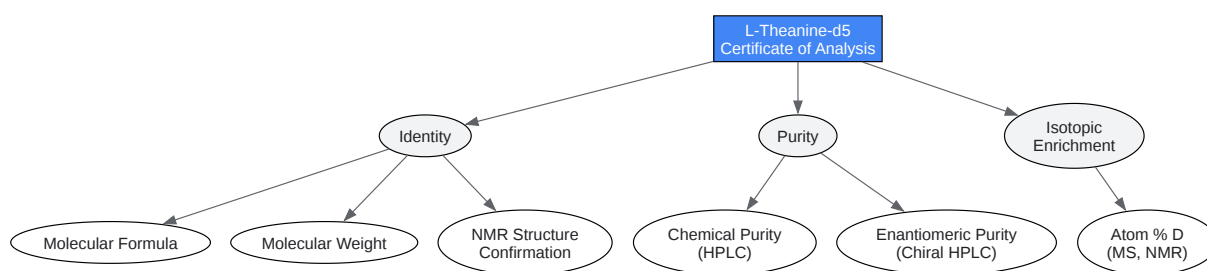 L-Theanine-d5
Certificate of Analysis
Identity
Purity
Isotopic
Enrichment
Molecular Formula
Molecular Weight
NMR Structure
Confirmation
Chemical Purity
(HPLC)
Enantiomeric Purity
(Chiral HPLC)
Atom % D
(MS, NMR)